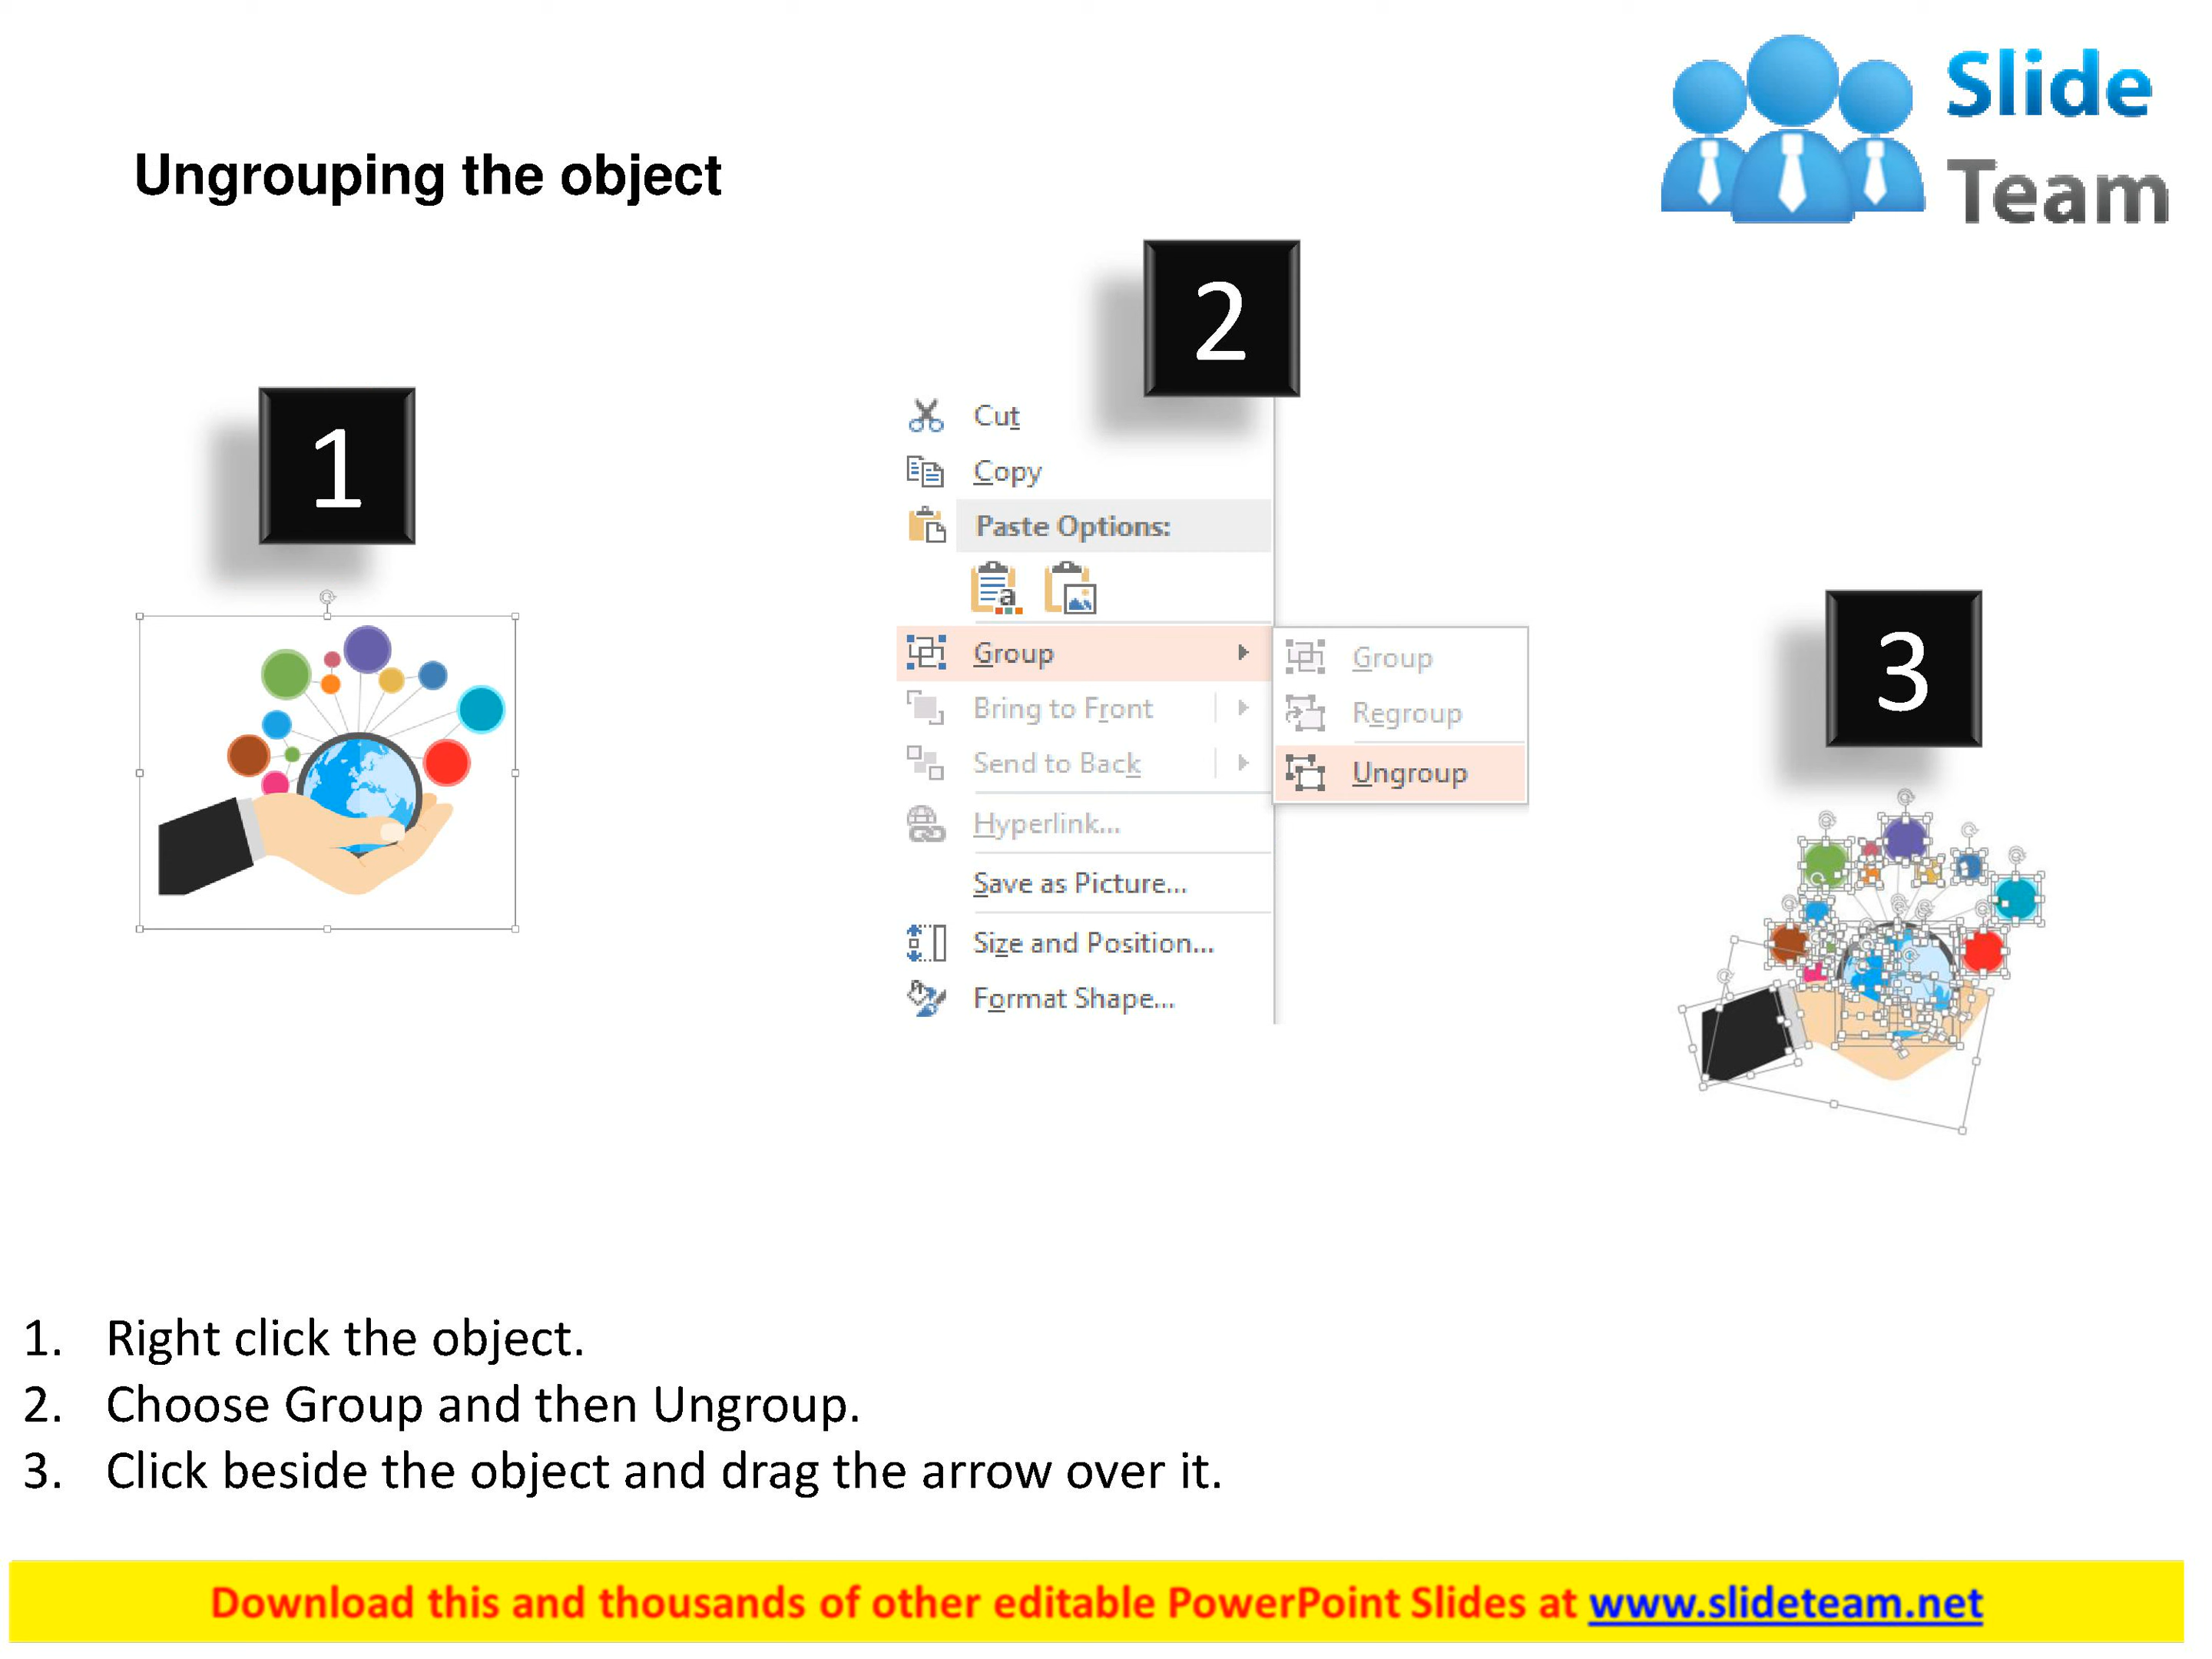 Slide
Team
Ungrouping the object
2
1
Cut
Copy
Paste Options:
a
Group
Bring to Front
Send to Back
Hyperlink...
Save as Picture...
Size and Position...
Format Shape...
Group
Regroup
Ungroup
3
1. Right click the object.
2. Choose Group and then Ungroup.
3. Click beside the object and drag the arrow over it.
Download this and thousands of other editable PowerPoint Slides at www.slideteam.net